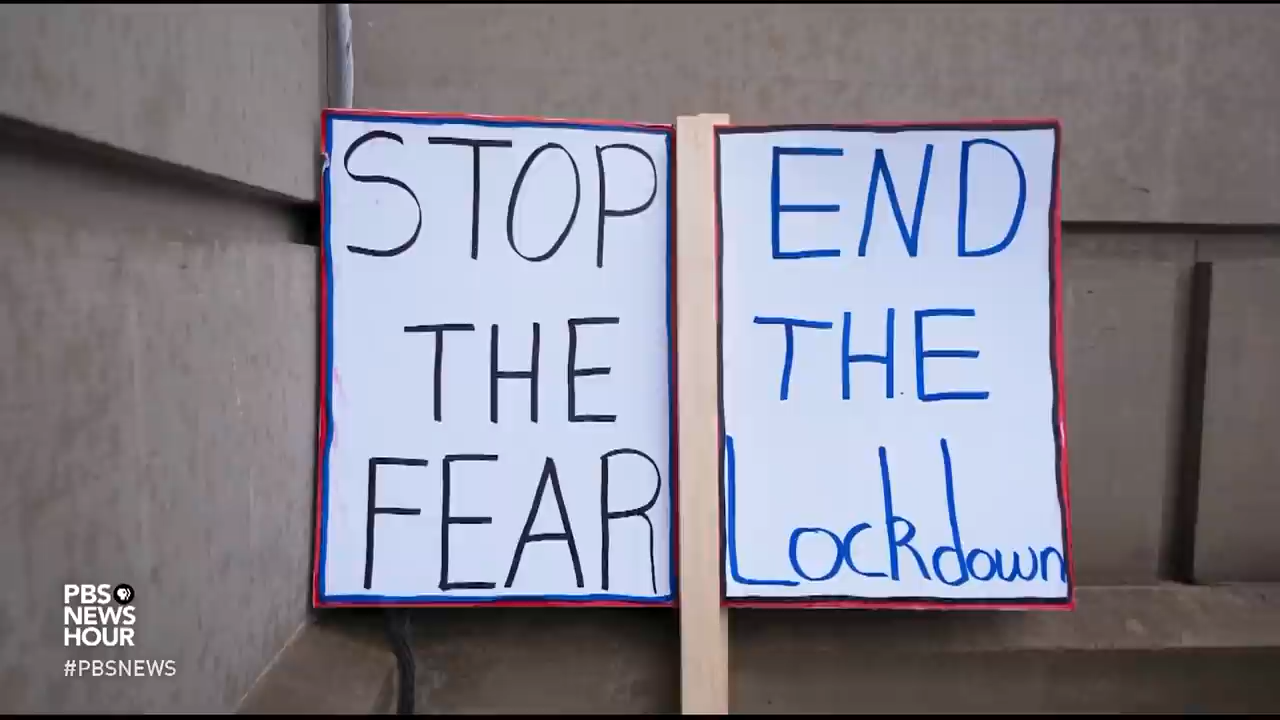 STOP
THE
FEAR
END
THE
Lockdown
PBS
NEWS
HOUR
#PBSNEWS